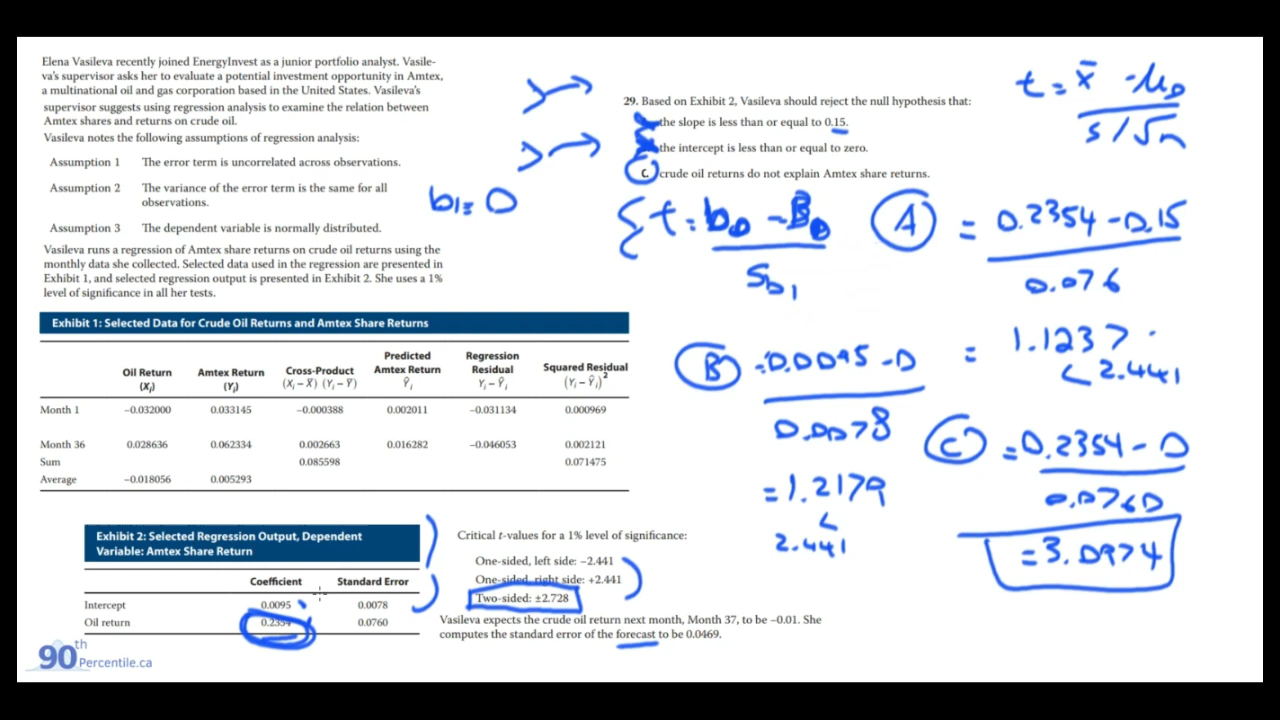 Elena Vasileva recently joined EnergyInvest as a junior portfolio analyst. Vasile-
va's supervisor asks her to evaluate a potential investment opportunity in Amtex,
a multinational oil and gas corporation based in the United States. Vasileva's
supervisor suggests using regression analysis to examine the relation between
Amtex shares and returns on crude oil.
Vasileva notes the following assumptions of regression analysis:
Assumption 1 The error term is uncorrelated across observations.
Assumption 2 The variance of the error term is the same for all
observations.
Assumption 3 The dependent variable is normally distributed.
Vasileva runs a regression of Amtex share returns on crude oil returns using the
monthly data she collected. Selected data used in the regression are presented in
Exhibit 1, and selected regression output is presented in Exhibit 2. She uses a 1%
level of significance in all her tests.
b1 = 0
Exhibit 1: Selected Data for Crude Oil Returns and Amtex Share Returns
Oil Return (Xi) Amtex Return (Yi) Cross-Product (Xi − X̄)(Yi − Ȳ) Predicted Amtex Return Ŷi Regression Residual Yi − Ŷi Squared Residual (Yi − Ŷi)²
Month 1 −0.032000 0.033145 −0.000388 0.002011 −0.031134 0.000969
Month 36 0.028636 0.062334 0.002663 0.016282 −0.046053 0.002121
Sum 0.085598 0.071475
Average −0.018056 0.005293
Exhibit 2: Selected Regression Output, Dependent
Variable: Amtex Share Return
Coefficient Standard Error
Intercept 0.0095 0.0078
Oil return 0.2354 0.0760
Critical t-values for a 1% level of significance:
One-sided, left side: −2.441
One-sided, right side: +2.441
Two-sided: ±2.728
Vasileva expects the crude oil return next month, Month 37, to be −0.01. She
computes the standard error of the forecast to be 0.0469.
29. Based on Exhibit 2, Vasileva should reject the null hypothesis that:
the slope is less than or equal to 0.15.
the intercept is less than or equal to zero.
C. crude oil returns do not explain Amtex share returns.
t = x̄ - μ0
s / √n
t = b0 - B0
Sb1
A = 0.2354 - 0.15
0.076
= 1.1237
< 2.441
B = 0.0095 - 0
0.0078
= 1.2179
<
2.441
C = 0.2354 - 0
0.0760
= 3.0974
90th
Percentile.ca